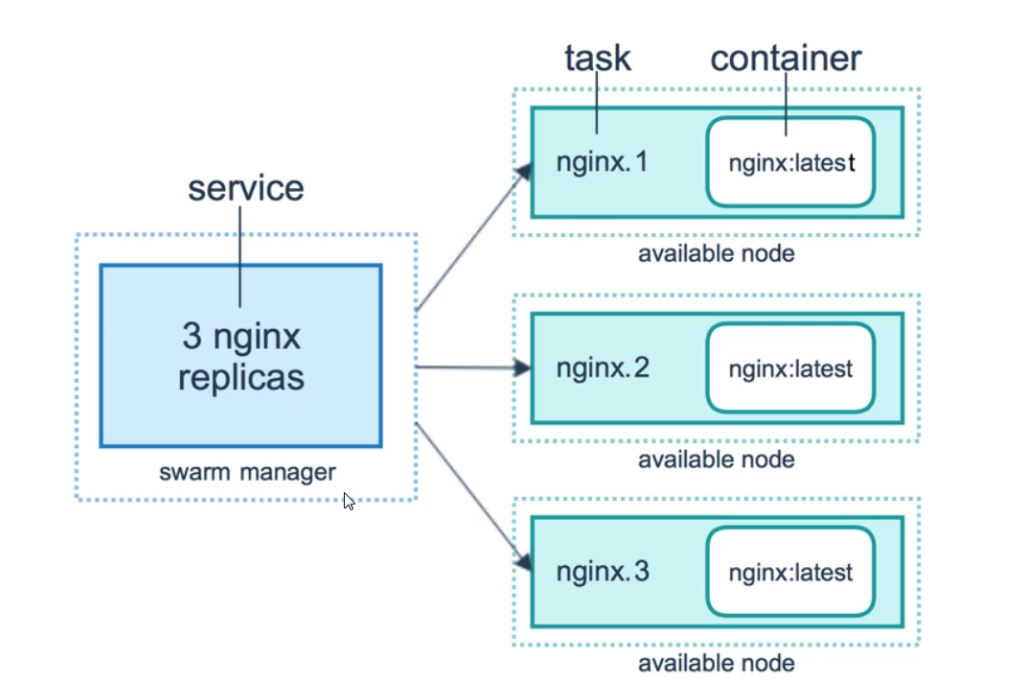 service
3 nginx
replicas
swarm manager
task
container
nginx.1
nginx:latest
available node
nginx.2
nginx:latest
available node
nginx.3
nginx:latest
available node